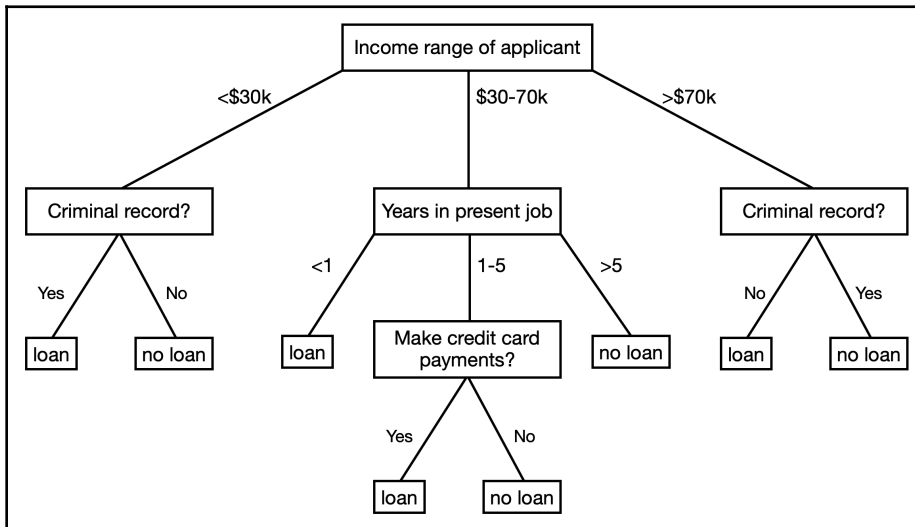 Income range of applicant
<$30k
$30-70k
>$70k
Criminal record?
Years in present job
Criminal record?
<1
1-5
>5
Yes
No
No
Yes
loan
no loan
loan
Make credit card
payments?
no loan
loan
no loan
Yes
No
loan
no loan